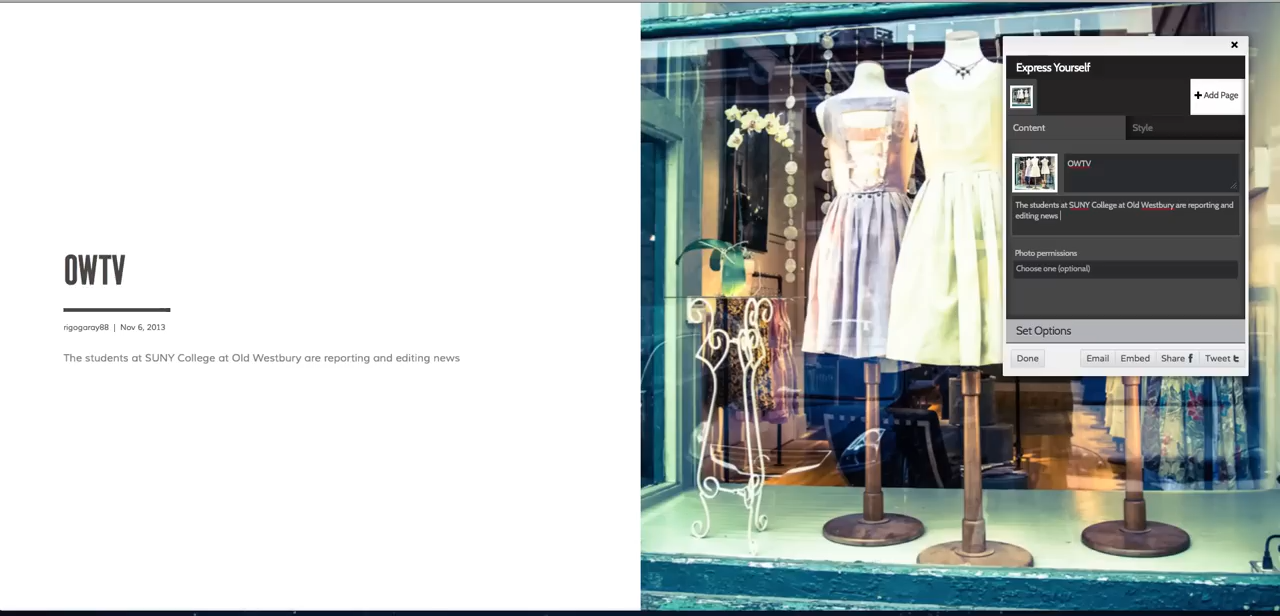 OWTV
rigogaray88 | Nov 6, 2013
The students at SUNY College at Old Westbury are reporting and editing news
Express Yourself
+ Add Page
Content
Style
OWTV
The students at SUNY College at Old Westbury are reporting and
editing news
Photo permissions
Choose one (optional)
Set Options
Done
Email
Embed
Share f
Tweet t